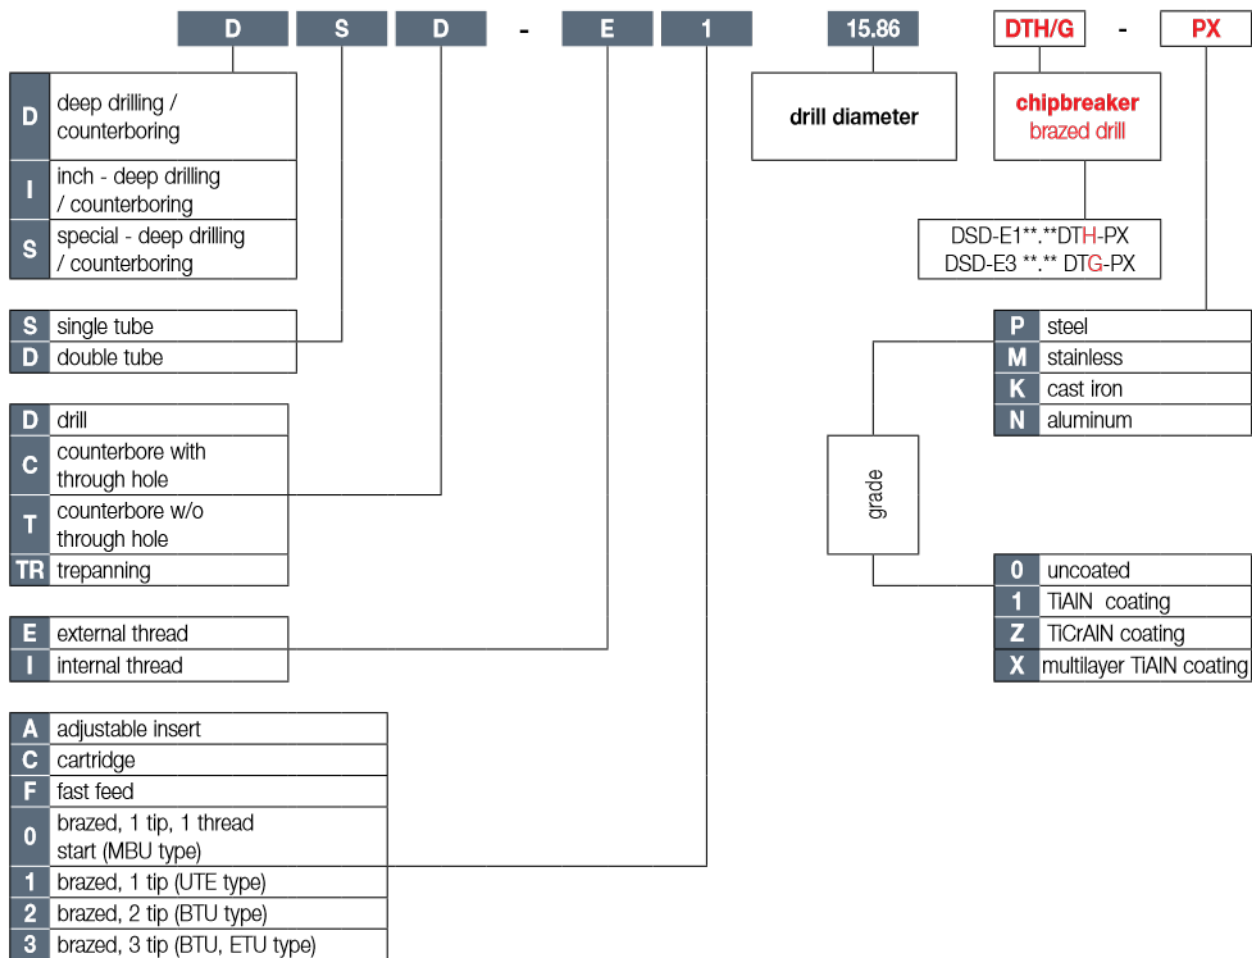 D S D - E 1 15.86 DTH/G - PX
D deep drilling /
counterboring
I inch - deep drilling
/ counterboring
S special - deep drilling
/ counterboring
S single tube
D double tube
D drill
C counterbore with
through hole
T counterbore w/o
through hole
TR trepanning
E external thread
I internal thread
A adjustable insert
C cartridge
F fast feed
0 brazed, 1 tip, 1 thread
start (MBU type)
1 brazed, 1 tip (UTE type)
2 brazed, 2 tip (BTU type)
3 brazed, 3 tip (BTU, ETU type)
drill diameter
chipbreaker
brazed drill
DSD-E1**.**DTH-PX
DSD-E3 **.** DTG-PX
grade
P steel
M stainless
K cast iron
N aluminum
0 uncoated
1 TiAlN coating
Z TiCrAlN coating
X multilayer TiAlN coating